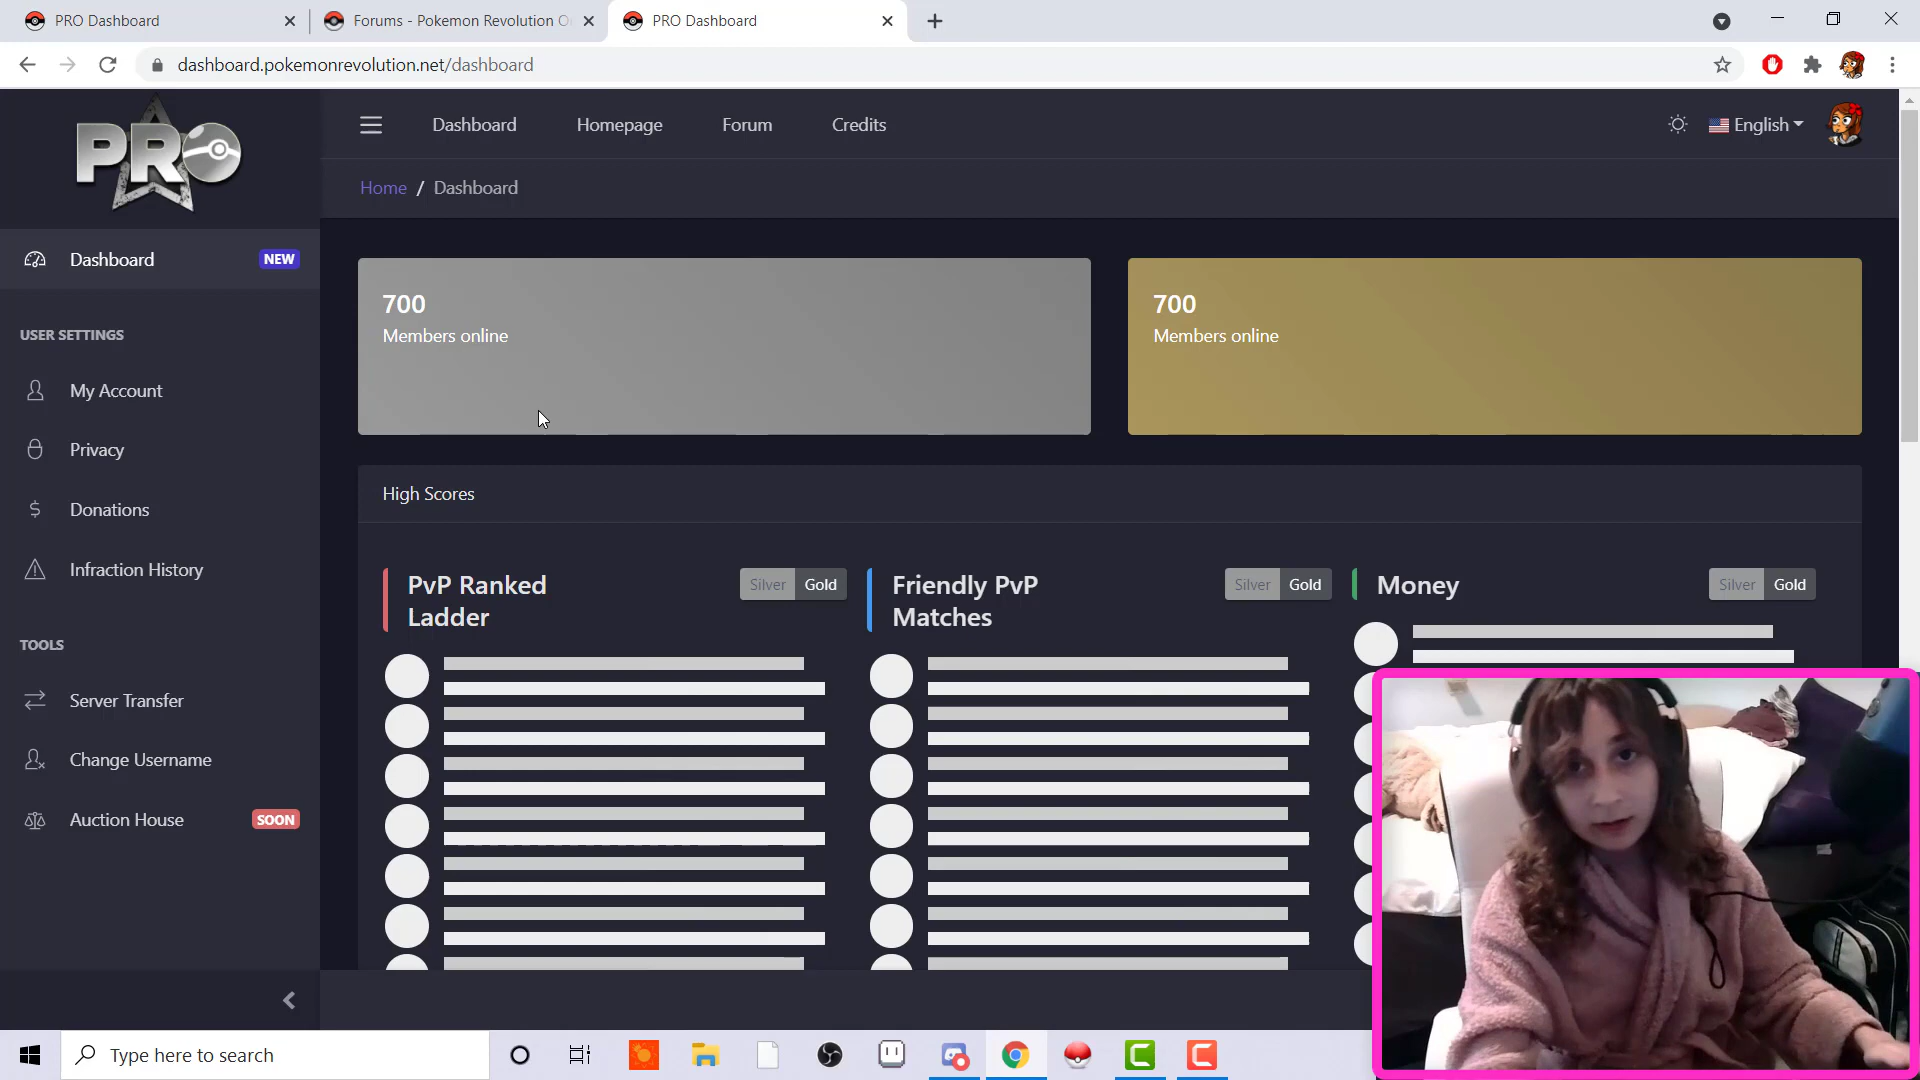 PRO Dashboard
Forums - Pokemon Revolution O
PRO Dashboard
dashboard.pokemonrevolution.net/dashboard
PRO
Dashboard
Homepage
Forum
Credits
English
Home / Dashboard
Dashboard
NEW
USER SETTINGS
My Account
Privacy
Donations
Infraction History
TOOLS
Server Transfer
Change Username
Auction House
SOON
700
Members online
700
Members online
High Scores
PvP Ranked
Ladder
Silver
Gold
Friendly PvP
Matches
Silver
Gold
Money
Silver
Gold
Type here to search